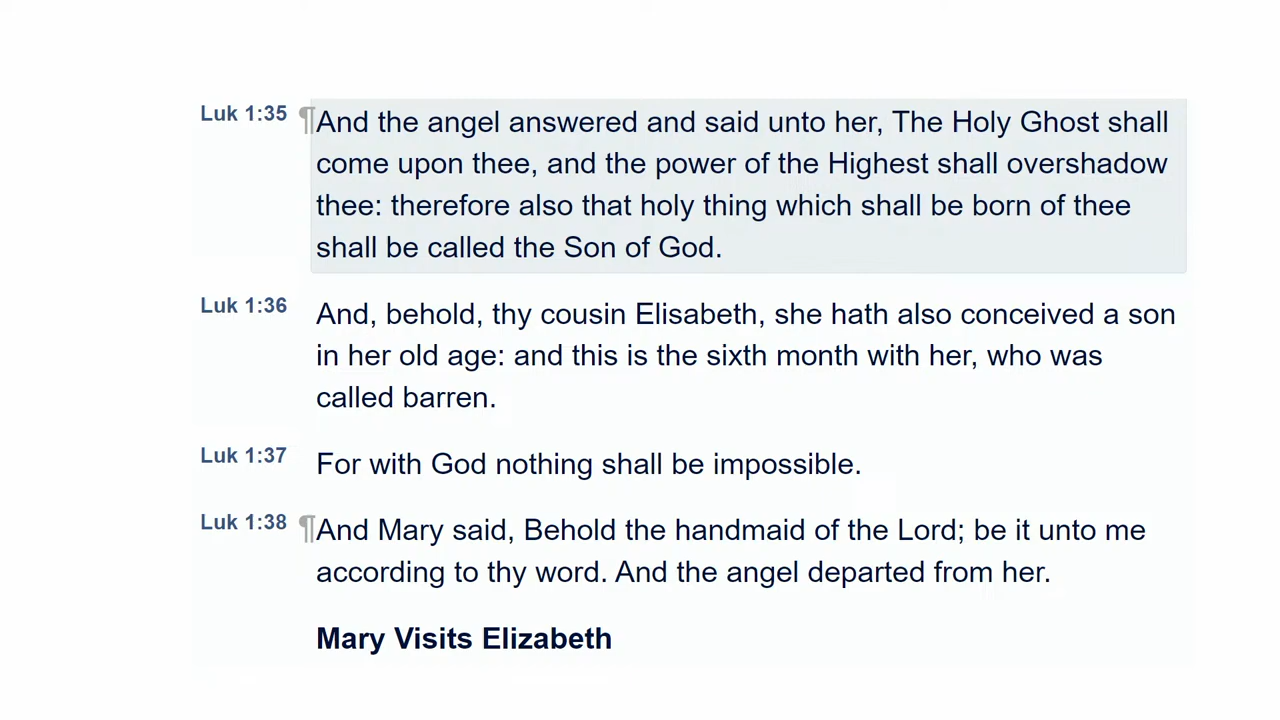 Luk 1:35 ¶And the angel answered and said unto her, The Holy Ghost shall
come upon thee, and the power of the Highest shall overshadow
thee: therefore also that holy thing which shall be born of thee
shall be called the Son of God.
Luk 1:36 And, behold, thy cousin Elisabeth, she hath also conceived a son
in her old age: and this is the sixth month with her, who was
called barren.
Luk 1:37 For with God nothing shall be impossible.
Luk 1:38 ¶And Mary said, Behold the handmaid of the Lord; be it unto me
according to thy word. And the angel departed from her.
Mary Visits Elizabeth